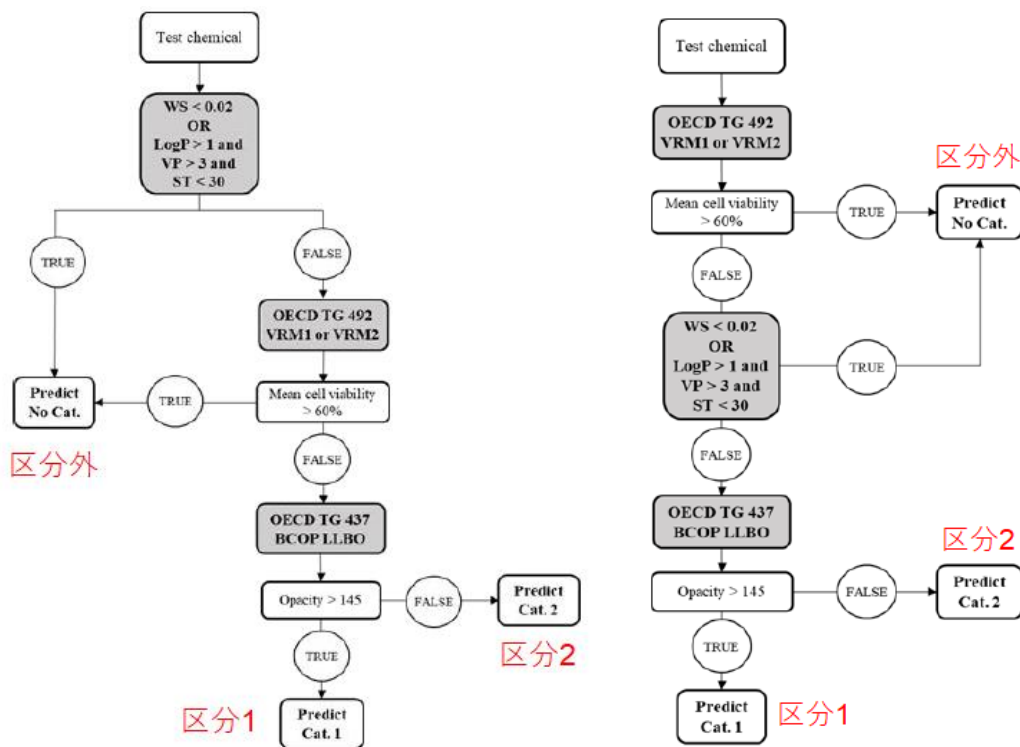 Test chemical
WS < 0.02
OR
LogP > 1 and
VP > 3 and
ST < 30
TRUE
FALSE
OECD TG 492
VRM1 or VRM2
Mean cell viability
> 60%
TRUE
Predict
No Cat.
区分外
FALSE
OECD TG 437
BCOP LLBO
Opacity > 145
FALSE
Predict
Cat. 2
区分2
TRUE
区分1
Predict
Cat. 1
Test chemical
OECD TG 492
VRM1 or VRM2
区分外
Mean cell viability
> 60%
TRUE
Predict
No Cat.
FALSE
WS < 0.02
OR
LogP > 1 and
VP > 3 and
ST < 30
TRUE
FALSE
OECD TG 437
BCOP LLBO
区分2
Opacity > 145
FALSE
Predict
Cat. 2
TRUE
Predict
Cat. 1
区分1